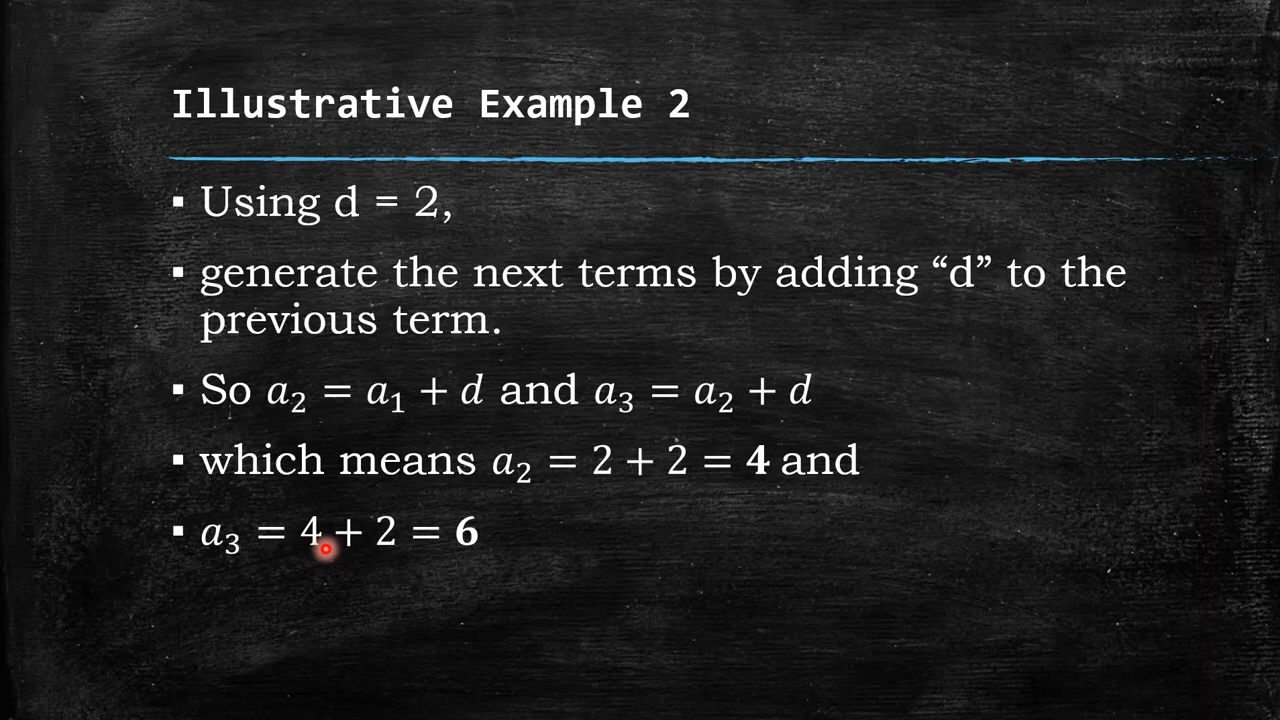 Illustrative Example 2
▪ Using d = 2,
▪ generate the next terms by adding “d” to the
previous term.
▪ So a₂ = a₁ + d and a₃ = a₂ + d
▪ which means a₂ = 2 + 2 = 4 and
▪ a₃ = 4 + 2 = 6